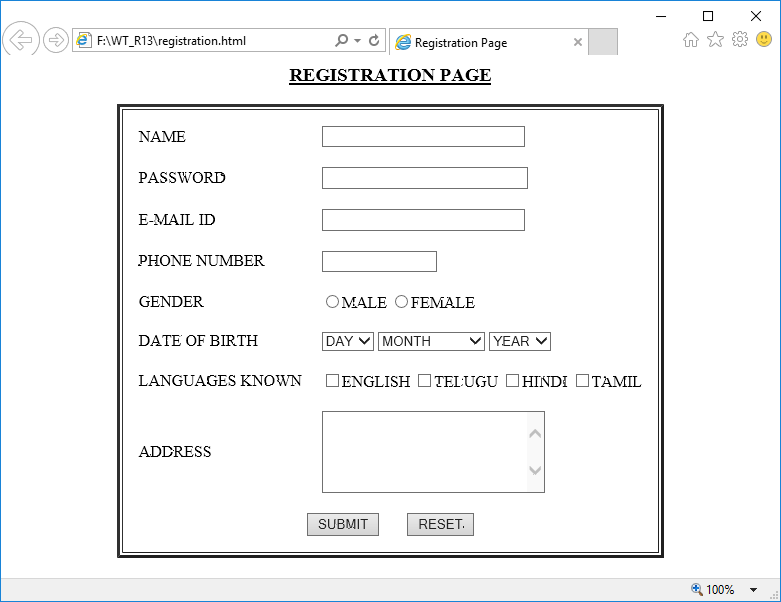 F:\WT_R13\registration.html
Registration Page
REGISTRATION PAGE
NAME
PASSWORD
E-MAIL ID
PHONE NUMBER
GENDER MALE FEMALE
DATE OF BIRTH DAY MONTH YEAR
LANGUAGES KNOWN ENGLISH TELUGU HINDI TAMIL
ADDRESS
SUBMIT RESET
100%